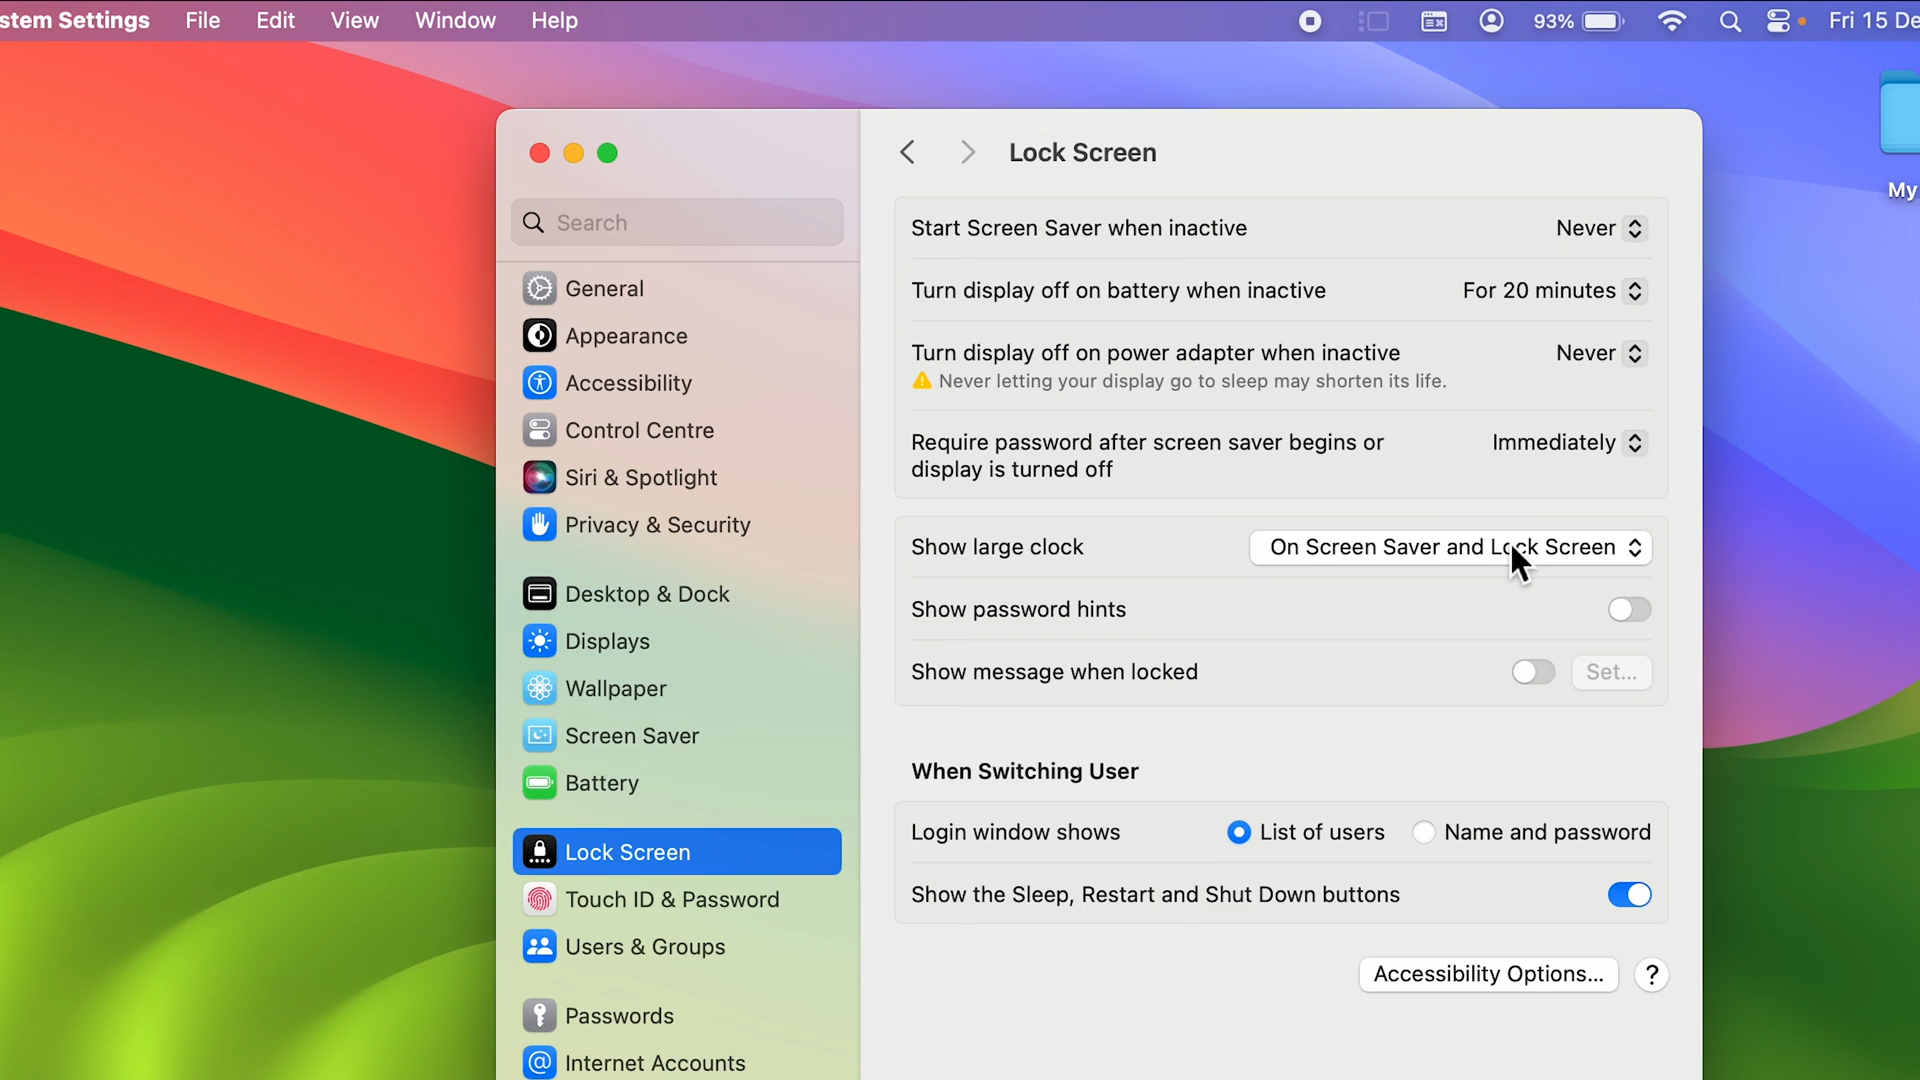 stem Settings File Edit View Window Help 93% Fri 15 De
My
Search
General
Appearance
Accessibility
Control Centre
Siri & Spotlight
Privacy & Security
Desktop & Dock
Displays
Wallpaper
Screen Saver
Battery
Lock Screen
Touch ID & Password
Users & Groups
Passwords
Internet Accounts
Lock Screen
Start Screen Saver when inactive Never
Turn display off on battery when inactive For 20 minutes
Turn display off on power adapter when inactive Never
Never letting your display go to sleep may shorten its life.
Require password after screen saver begins or Immediately
display is turned off
Show large clock On Screen Saver and Lock Screen
Show password hints
Show message when locked Set...
When Switching User
Login window shows List of users Name and password
Show the Sleep, Restart and Shut Down buttons
Accessibility Options... ?